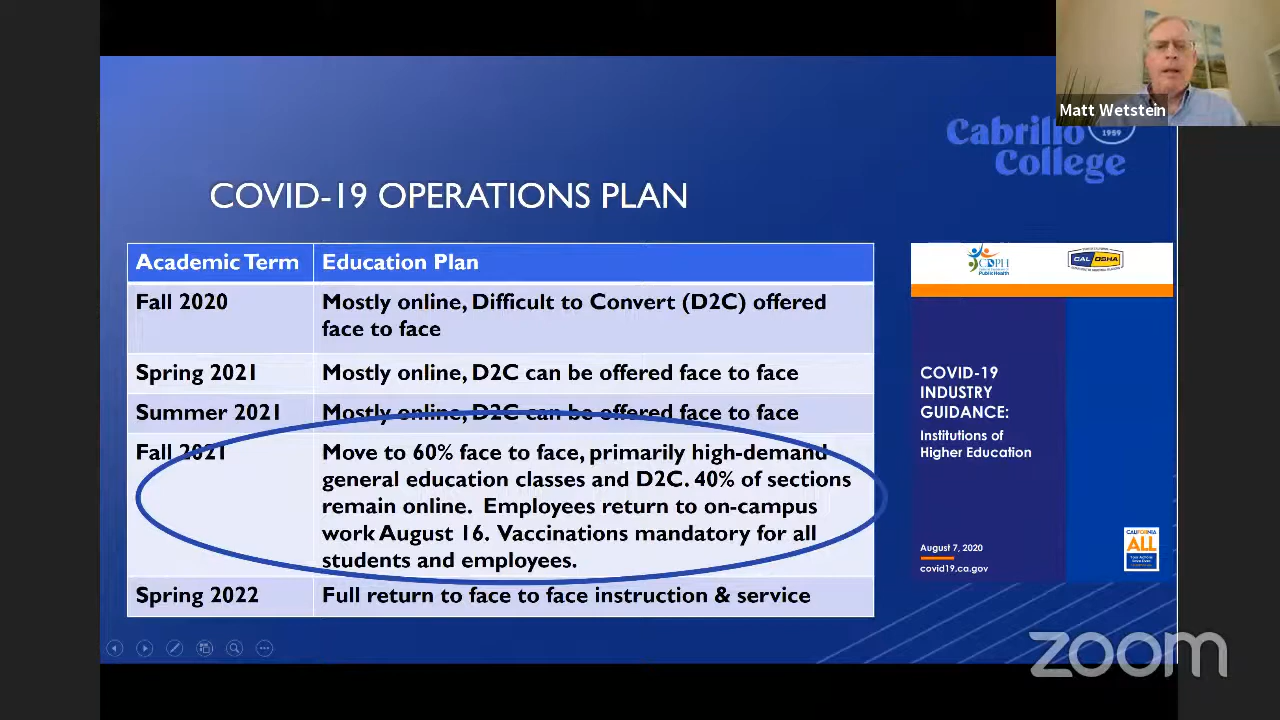 Matt Wetstein
Cabrillo
1959
College
COVID-19 OPERATIONS PLAN
Academic Term Education Plan
Fall 2020 Mostly online, Difficult to Convert (D2C) offered
face to face
Spring 2021 Mostly online, D2C can be offered face to face
Summer 2021 Mostly online, D2C can be offered face to face
Fall 2021 Move to 60% face to face, primarily high-demand
general education classes and D2C. 40% of sections
remain online. Employees return to on-campus
work August 16. Vaccinations mandatory for all
students and employees.
Spring 2022 Full return to face to face instruction & service
CDPH
Public Health
CAL OSHA
COVID-19
INDUSTRY
GUIDANCE:
Institutions of
Higher Education
August 7, 2020
covid19.ca.gov
CALIFORNIA
ALL
zoom